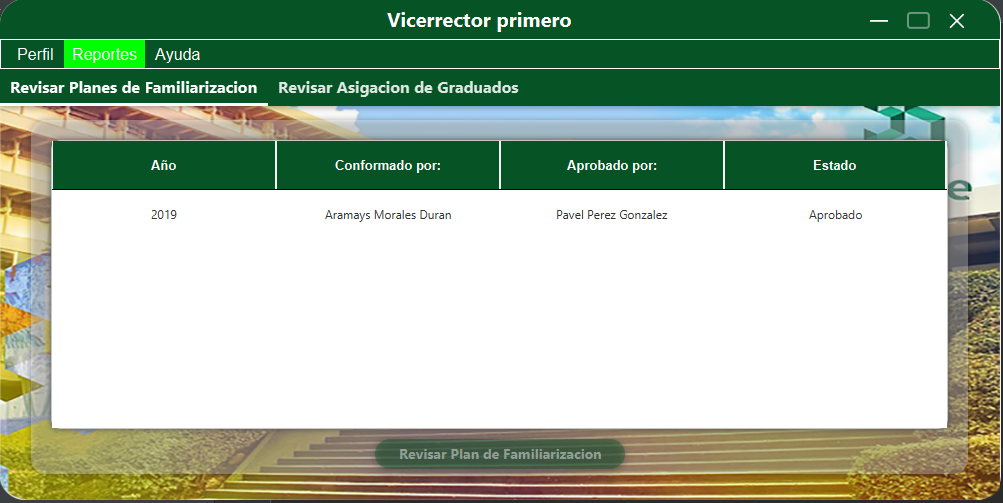 Vicerrector primero
Perfil Reportes Ayuda
Revisar Planes de Familiarizacion Revisar Asigacion de Graduados
Año Conformado por: Aprobado por: Estado
2019 Aramays Morales Duran Pavel Perez Gonzalez Aprobado
Revisar Plan de Familiarizacion